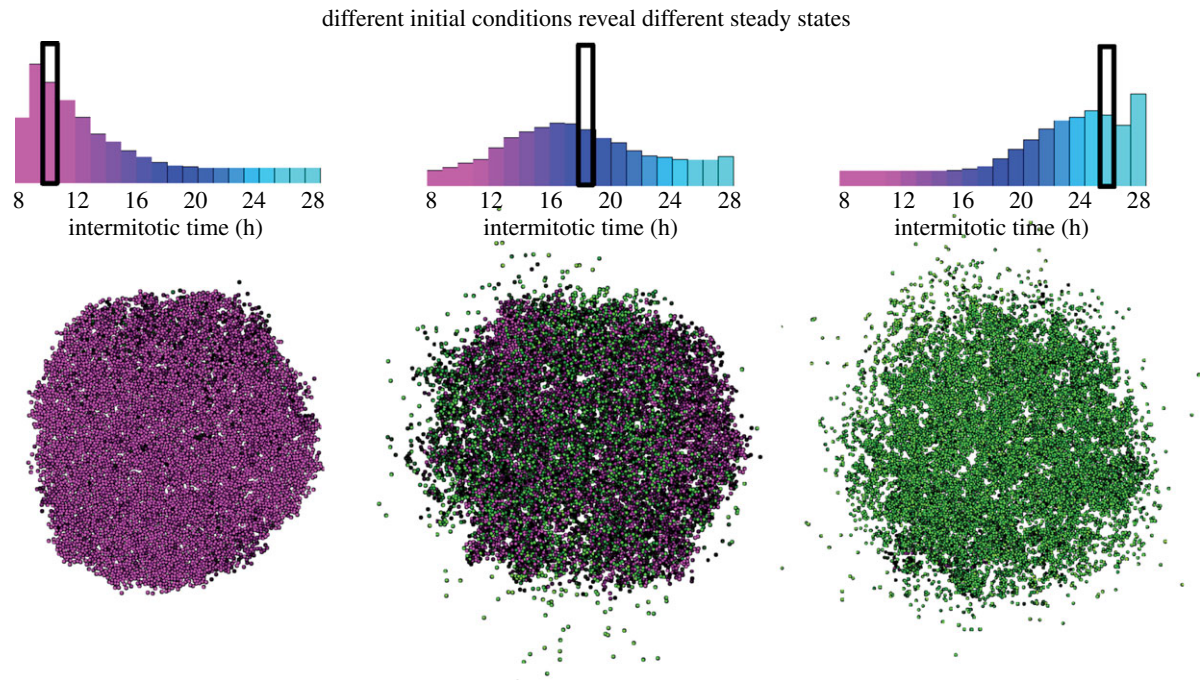 different initial conditions reveal different steady states
8 12 16 20 24 28
intermitotic time (h)
8 12 16 20 24 28
intermitotic time (h)
8 12 16 20 24 28
intermitotic time (h)